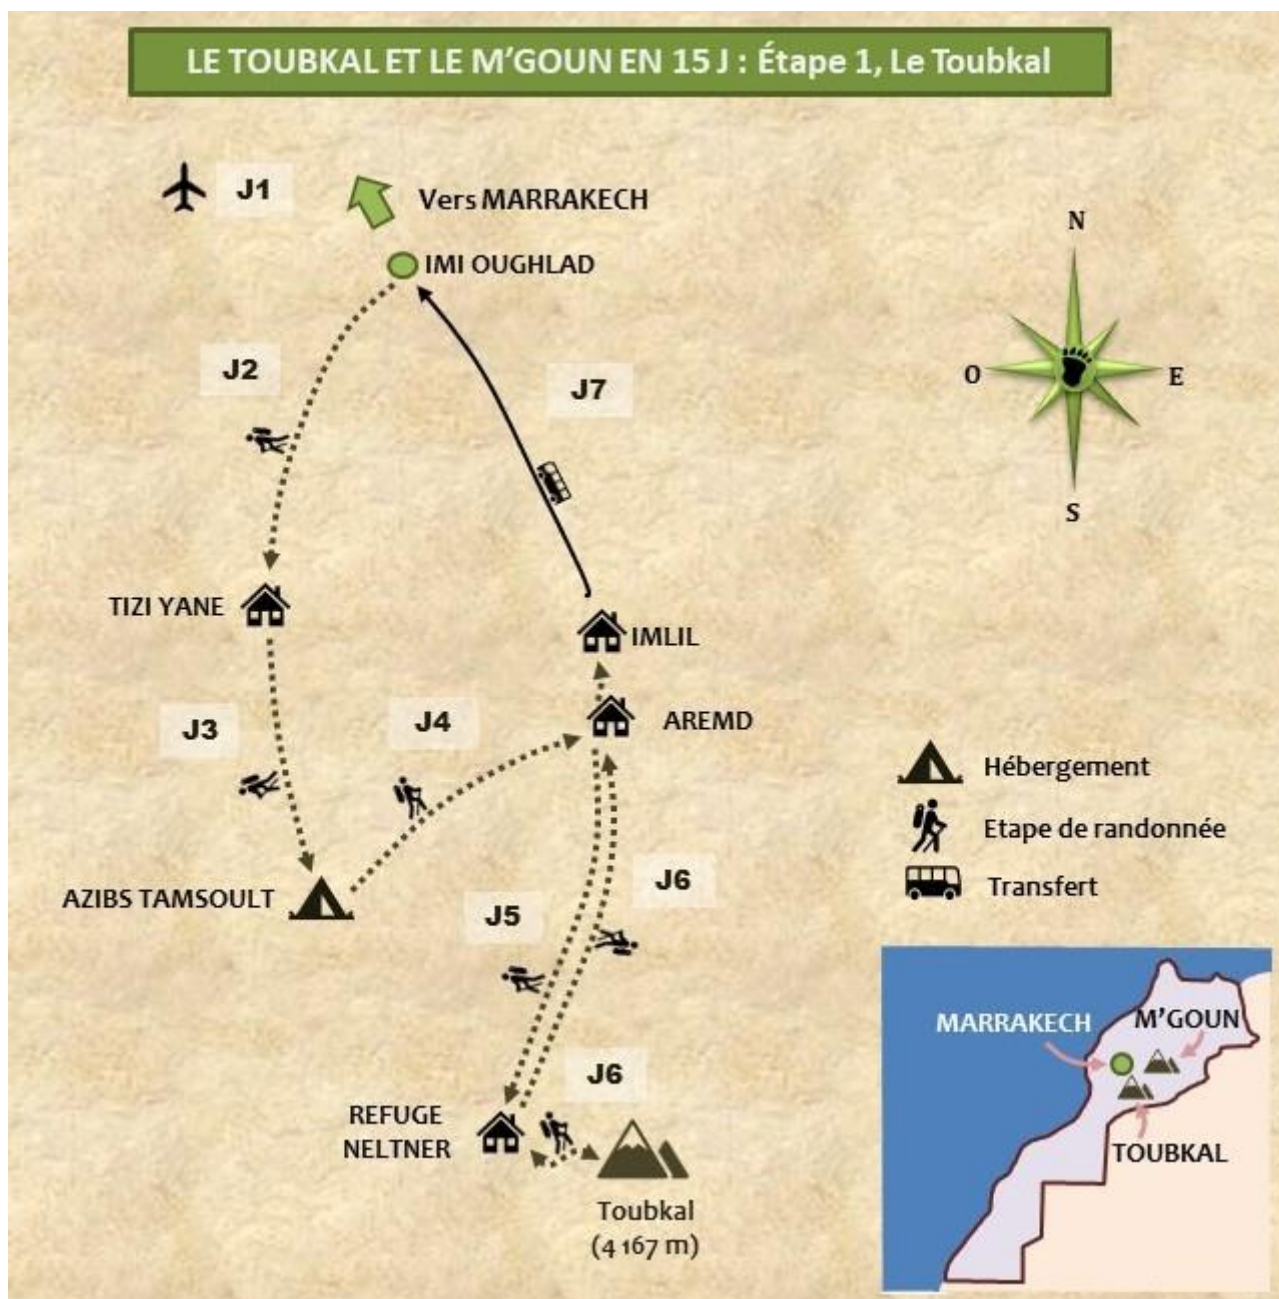 LE TOUBKAL ET LE M'GOUN EN 15 J : Étape 1, Le Toubkal
J1
Vers MARRAKECH
IMI OUGHLAD
N
O
E
S
J2
J7
TIZI YANE
IMLIL
J3
J4
AREMD
Hébergement
Etape de randonnée
Transfert
AZIBS TAMSOULT
J5
J6
J6
REFUGE
NELTNER
Toubkal
(4 167 m)
MARRAKECH
M'GOUN
TOUBKAL